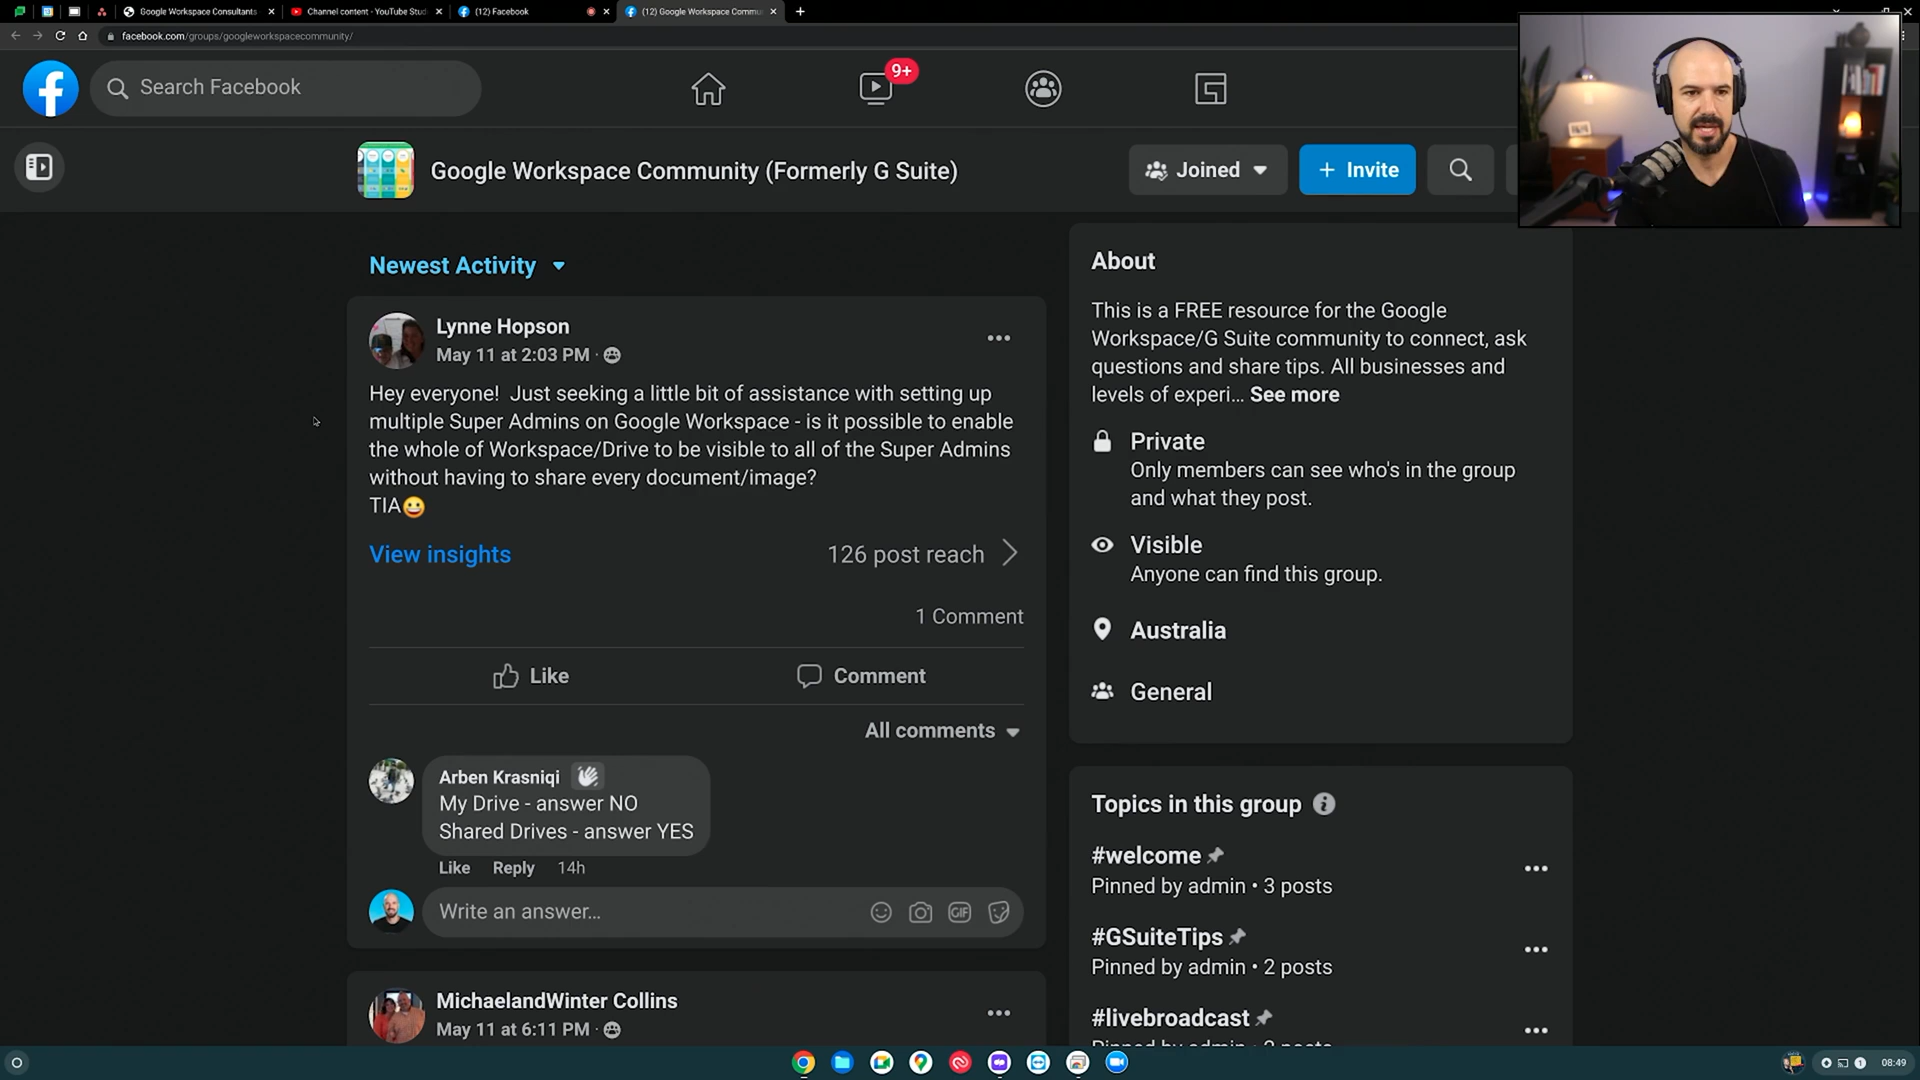 Google Workspace Consultants
Channel content - YouTube Stud
(12) Facebook
(12) Google Workspace Commu
facebook.com/groups/googleworkspacecommunity/
Search Facebook
9+
Google Workspace Community (Formerly G Suite)
Joined
+ Invite
Newest Activity
Lynne Hopson
May 11 at 2:03 PM ·
Hey everyone!  Just seeking a little bit of assistance with setting up
multiple Super Admins on Google Workspace - is it possible to enable
the whole of Workspace/Drive to be visible to all of the Super Admins
without having to share every document/image?
TIA😀
View insights
126 post reach
1 Comment
Like
Comment
All comments
Arben Krasniqi
My Drive - answer NO
Shared Drives - answer YES
Like Reply 14h
Write an answer...
GIF
MichaelandWinter Collins
May 11 at 6:11 PM ·
About
This is a FREE resource for the Google
Workspace/G Suite community to connect, ask
questions and share tips. All businesses and
levels of experi... See more
Private
Only members can see who's in the group
and what they post.
Visible
Anyone can find this group.
Australia
General
Topics in this group
#welcome
Pinned by admin • 3 posts
#GSuiteTips
Pinned by admin • 2 posts
#livebroadcast
08:49